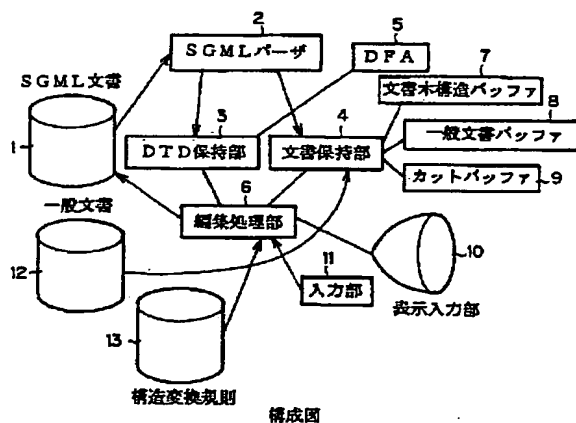 2
5
SGMLパーザ
DFA
7
SGML文書
文書木構造バッファ
8
3
4
一般文書バッファ
1
DTD保持部
文書保持部
カットバッファ
9
6
一般文書
編集処理部
10
11
12
入力部
表示入力部
13
構造変換規則
構成図